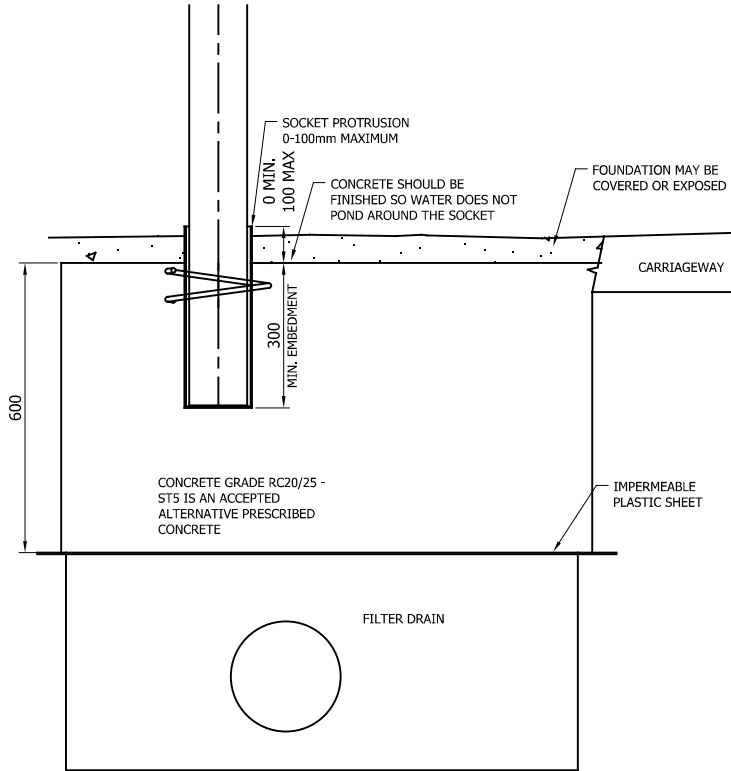 SOCKET PROTRUSION
0-100mm MAXIMUM
0 MIN.
100 MAX
CONCRETE SHOULD BE
FINISHED SO WATER DOES NOT
POND AROUND THE SOCKET
FOUNDATION MAY BE
COVERED OR EXPOSED
CARRIAGEWAY
300
MIN. EMBEDMENT
600
CONCRETE GRADE RC20/25 -
ST5 IS AN ACCEPTED
ALTERNATIVE PRESCRIBED
CONCRETE
IMPERMEABLE
PLASTIC SHEET
FILTER DRAIN